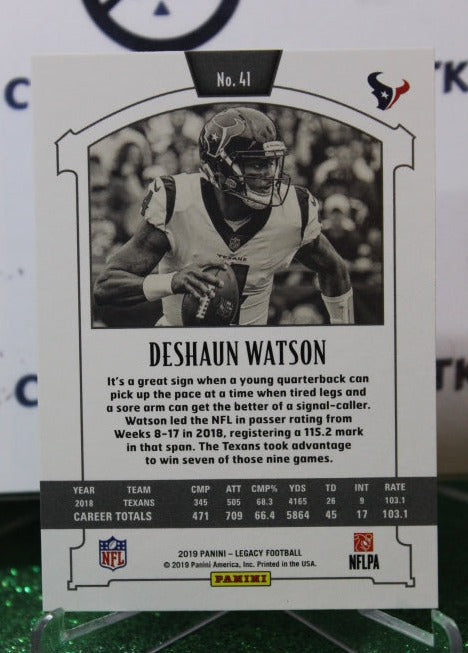 No. 41
TEXANS
DESHAUN WATSON
It's a great sign when a young quarterback can
pick up the pace at a time when tired legs and
a sore arm can get the better of a signal-caller.
Watson led the NFL in passer rating from
Weeks 8–17 in 2018, registering a 115.2 mark
in that span. The Texans took advantage
to win seven of those nine games.
YEAR TEAM CMP ATT CMP% YDS TD INT RATE
2018 TEXANS 345 505 68.3 4165 26 9 103.1
CAREER TOTALS 471 709 66.4 5864 45 17 103.1
NFL
2019 PANINI – LEGACY FOOTBALL
© 2019 Panini America, Inc. Printed in the USA.
PANINI
NFLPA